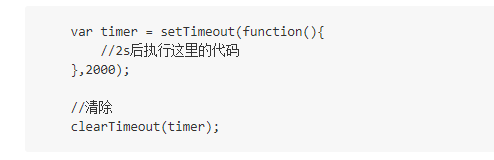 var timer = setTimeout(function(){
    //2s后执行这里的代码
},2000);

//清除
clearTimeout(timer);